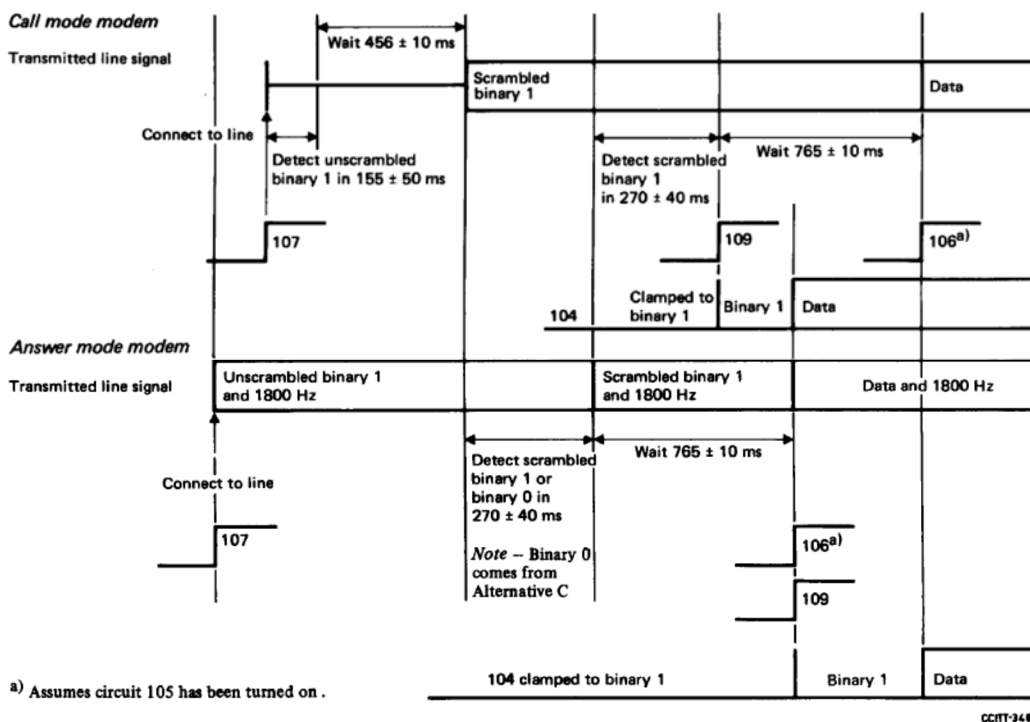 Call mode modem
Wait 456 ± 10 ms
Transmitted line signal
Scrambled
binary 1
Data
Connect to line
Detect unscrambled
binary 1 in 155 ± 50 ms
Detect scrambled
binary 1
in 270 ± 40 ms
Wait 765 ± 10 ms
107
109
106a)
104
Clamped to
binary 1
Binary 1
Data
Answer mode modem
Transmitted line signal
Unscrambled binary 1
and 1800 Hz
Scrambled binary 1
and 1800 Hz
Data and 1800 Hz
Connect to line
Detect scrambled
binary 1 or
binary 0 in
270 ± 40 ms
Wait 765 ± 10 ms
107
Note – Binary 0
comes from
Alternative C
106a)
109
a) Assumes circuit 105 has been turned on .
104 clamped to binary 1
Binary 1
Data